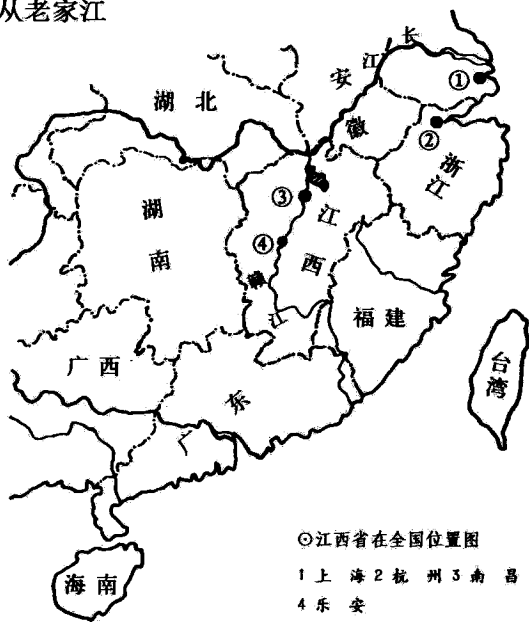 从老家江
长
江
①
安
徽
湖 北
②
浙
江
湖
南
③
江
西
④
赣
江
福 建
广 西
广
东
台
湾
海 南
⊙江西省在全国位置图
1 上 海 2 杭 州 3 南 昌
4 乐 安